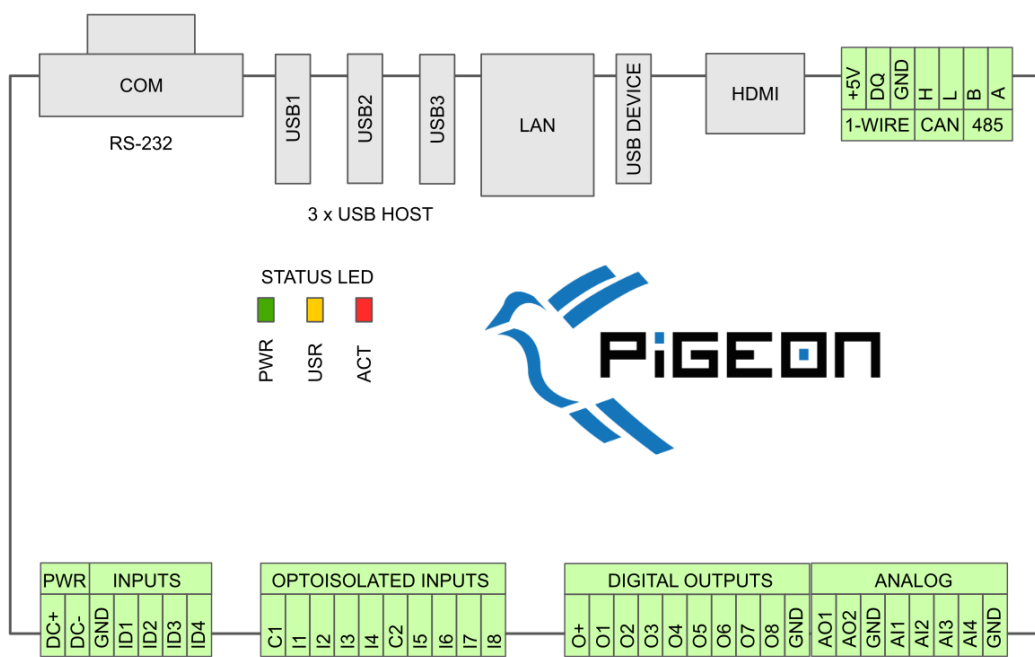 COM
RS-232
USB1
USB2
USB3
3 x USB HOST
LAN
USB DEVICE
HDMI
+5V DQ GND H L B A
1-WIRE CAN 485
STATUS LED
PWR
USR
ACT
PiGEON
PWR INPUTS
DC+ DC- GND ID1 ID2 ID3 ID4
OPTOISOLATED INPUTS
C1 I1 I2 I3 I4 C2 I5 I6 I7 I8
DIGITAL OUTPUTS
O+ O1 O2 O3 O4 O5 O6 O7 O8 GND
ANALOG
AO1 AO2 GND AI1 AI2 AI3 AI4 GND